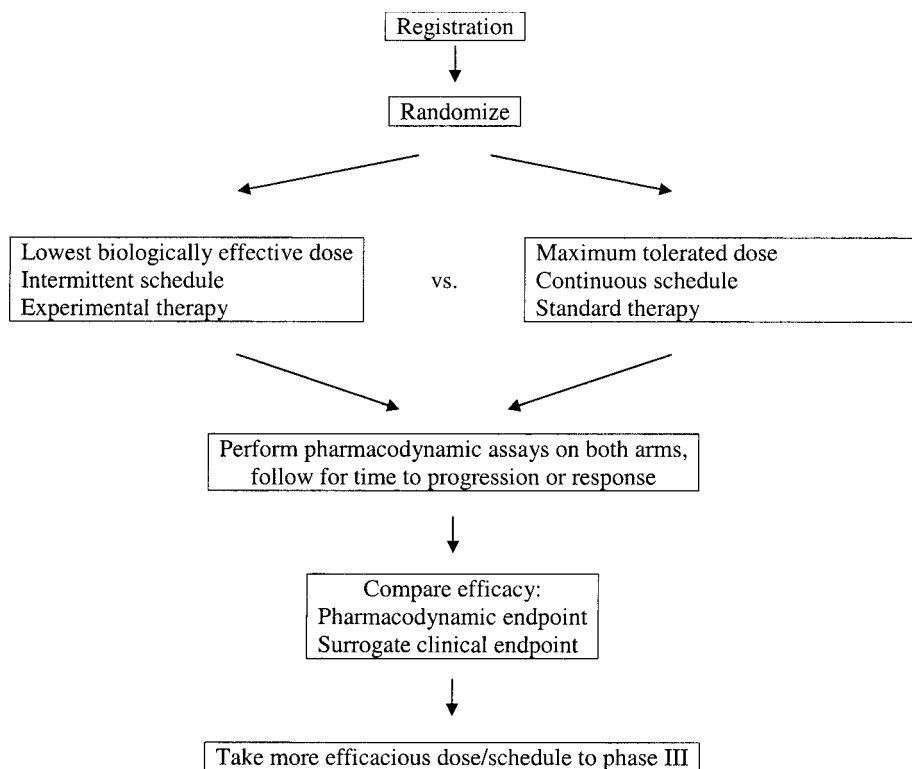 Registration
Randomize
Lowest biologically effective dose
Intermittent schedule
Experimental therapy
vs.
Maximum tolerated dose
Continuous schedule
Standard therapy
Perform pharmacodynamic assays on both arms,
follow for time to progression or response
Compare efficacy:
Pharmacodynamic endpoint
Surrogate clinical endpoint
Take more efficacious dose/schedule to phase III